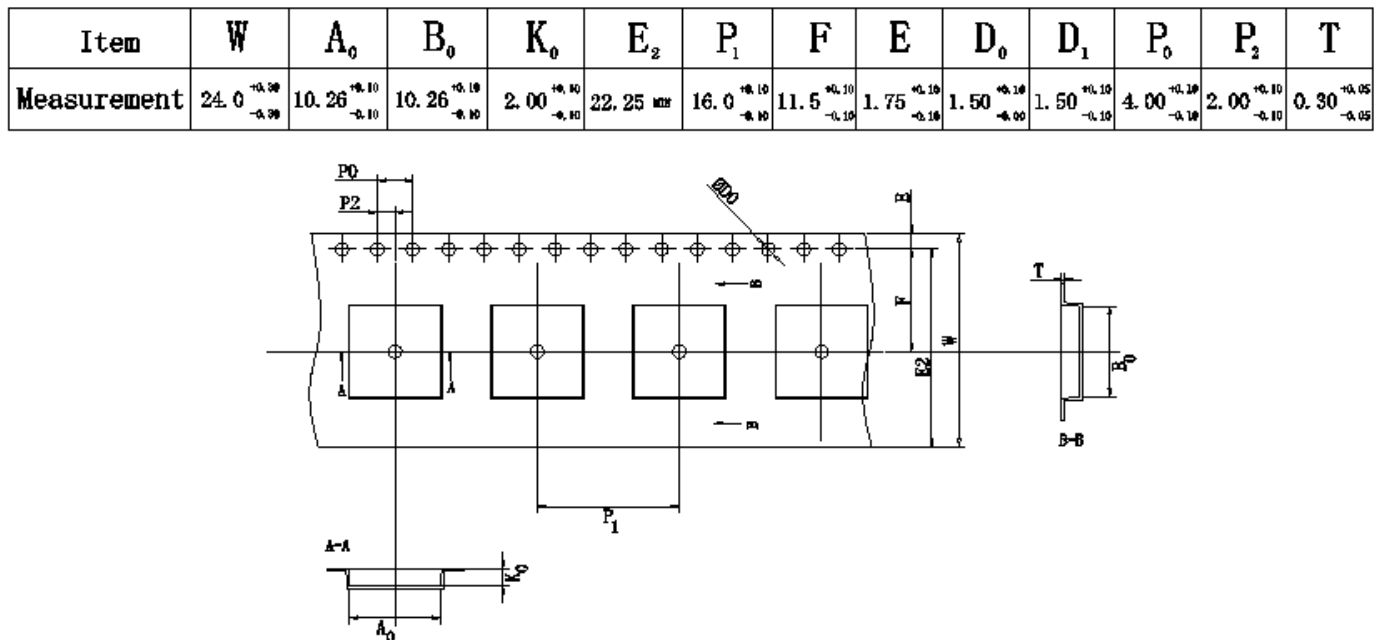 Item W A₀ B₀ K₀ E₂ P₁ F E D₀ D₁ P₀ P₂ T
Measurement 24.0 +0.30 -0.30 10.26 +0.10 -0.10 10.26 +0.10 -0.10 2.00 +0.10 -0.10 22.25 MIN 16.0 +0.10 -0.10 11.5 +0.10 -0.10 1.75 +0.10 -0.10 1.50 +0.10 -0.00 1.50 +0.10 -0.10 4.00 +0.10 -0.10 2.00 +0.10 -0.10 0.30 +0.05 -0.05
P0
P2
ØD0
E
B
T
F
W
E2
B₀
A
A
B
B-B
P₁
A-A
K₀
A₀